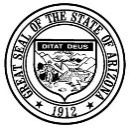 GREAT SEAL OF THE STATE OF ARIZONA
DITAT DEUS
1912